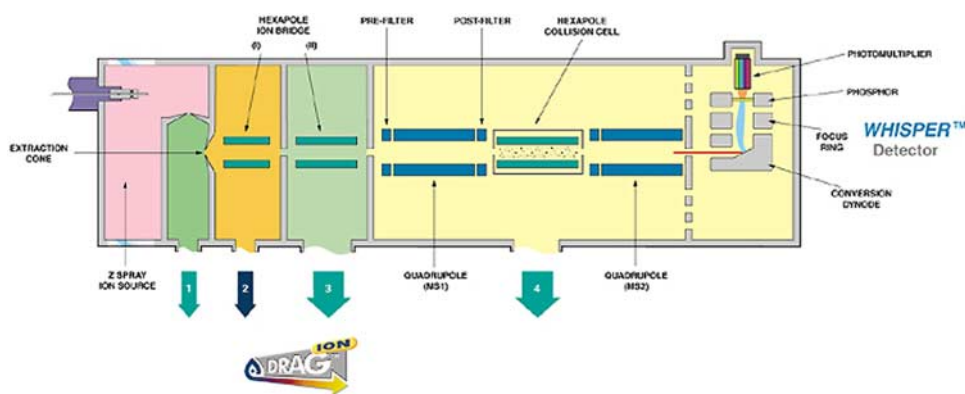 HEXAPOLE
ION BRIDGE
(I) (II)
PRE-FILTER
POST-FILTER
HEXAPOLE
COLLISION CELL
PHOTOMULTIPLIER
PHOSPHOR
FOCUS
RING
WHISPER™
Detector
CONVERSION
DYNODE
EXTRACTION
CONE
Z SPRAY
ION SOURCE
1
2
3
QUADRUPOLE
(MS1)
4
QUADRUPOLE
(MS2)
ION
DRAG